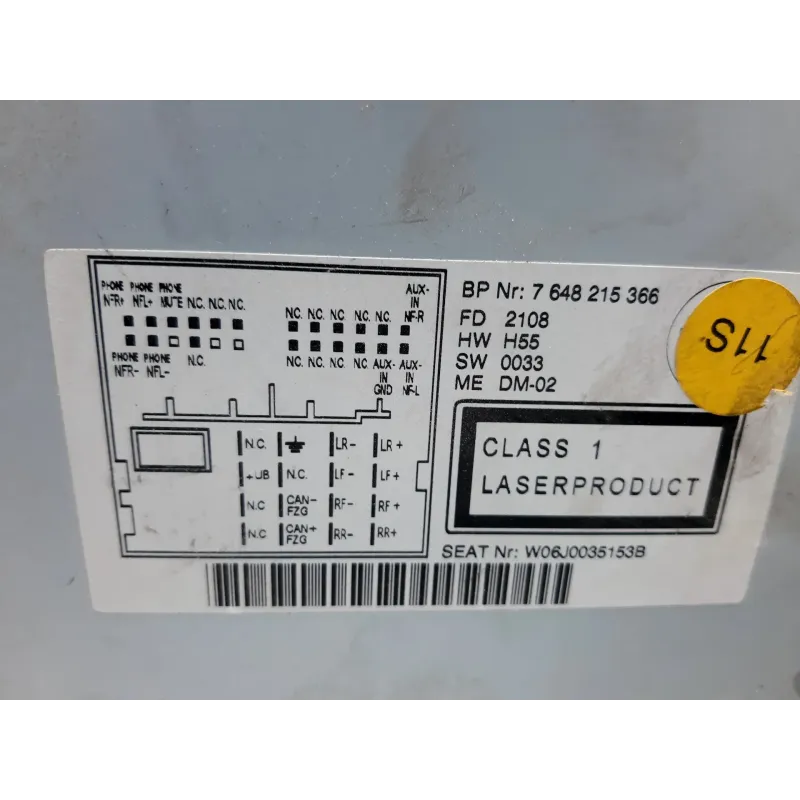 PHONE PHONE PHONE
NFR+ NFL+ MUTE N.C. N.C. N.C.
PHONE PHONE N.C.
NFR- NFL-
AUX-
IN
N.C. N.C. N.C. N.C. N.C. NF-R
N.C. N.C. N.C. N.C. AUX- AUX-
IN IN
GND NF-L
N.C. LR- LR+
+UB N.C. LF- LF+
N.C CAN- RF- RF+
FZG
N.C CAN+ RR- RR+
FZG
BP Nr: 7 648 215 366
FD 2108
HW H55
SW 0033
ME DM-02
11S
CLASS 1
LASERPRODUCT
SEAT Nr: W06J0035153B